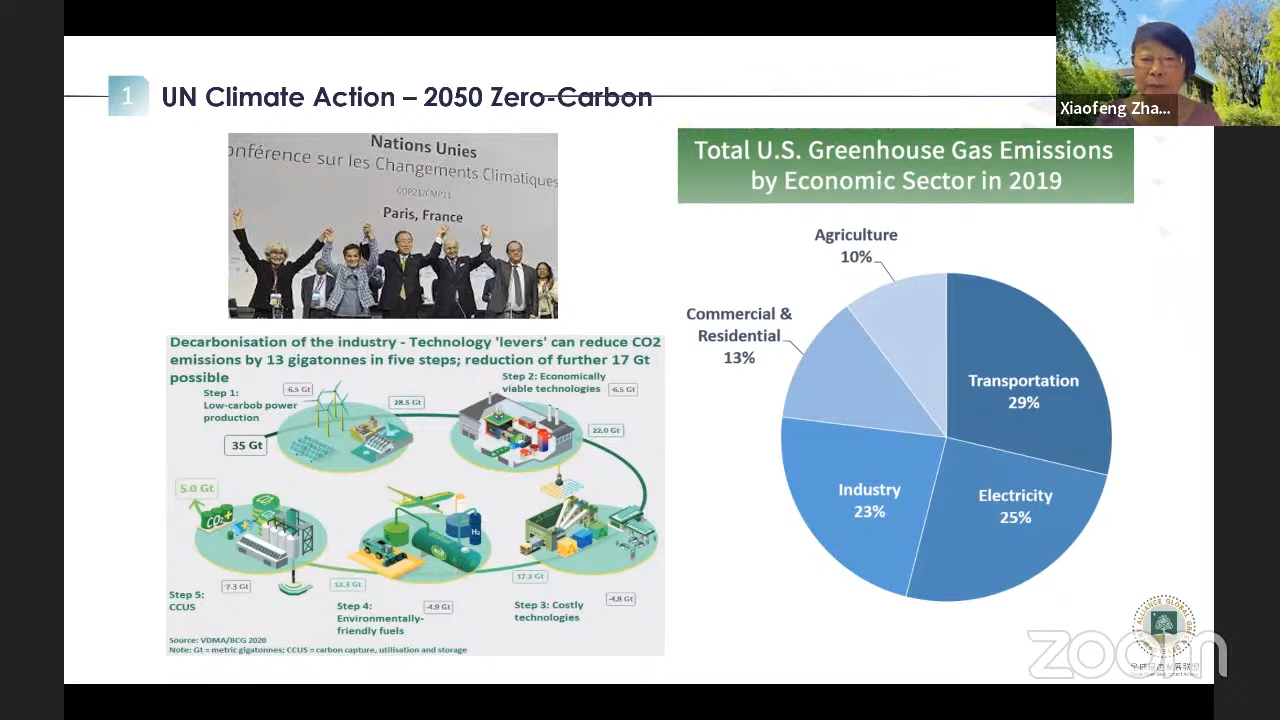 1
UN Climate Action – 2050 Zero-Carbon
Xiaofeng Zha...
Nations Unies
onférence sur les Changements Climatiques
COP21/CMP11
Paris, France
Total U.S. Greenhouse Gas Emissions
by Economic Sector in 2019
Agriculture
10%
Commercial &
Residential
13%
Transportation
29%
Industry
23%
Electricity
25%
Decarbonisation of the industry - Technology 'levers' can reduce CO2
emissions by 13 gigatonnes in five steps; reduction of further 17 Gt
possible
Step 1:
Low-carbob power
production
-6.5 Gt
28.5 Gt
Step 2: Economically
viable technologies
-6.5 Gt
35 Gt
22.0 Gt
5.0 Gt
CO2
H2
7.3 Gt
12.3 Gt
17.2 Gt
-4.8 Gt
Step 5:
CCUS
Step 4:
Environmentally-
friendly fuels
-4.9 Gt
Step 3: Costly
technologies
Source: VDMA/BCG 2020
Note: Gt = metric gigatonnes; CCUS = carbon capture, utilisation and storage
zoom